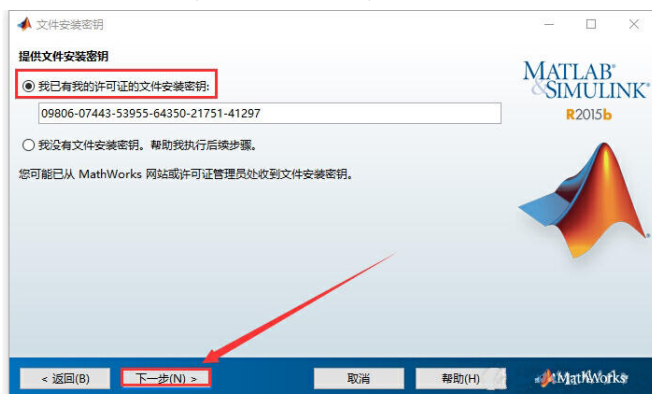 文件安装密钥
提供文件安装密钥
MATLAB®
&SIMULINK®
R2015b
我已有我的许可证的文件安装密钥:
09806-07443-53955-64350-21751-41297
我没有文件安装密钥。帮助我执行后续步骤。
您可能已从 MathWorks 网站或许可证管理员处收到文件安装密钥。
< 返回(B)
下一步(N) >
取消
帮助(H)
MathWorks®